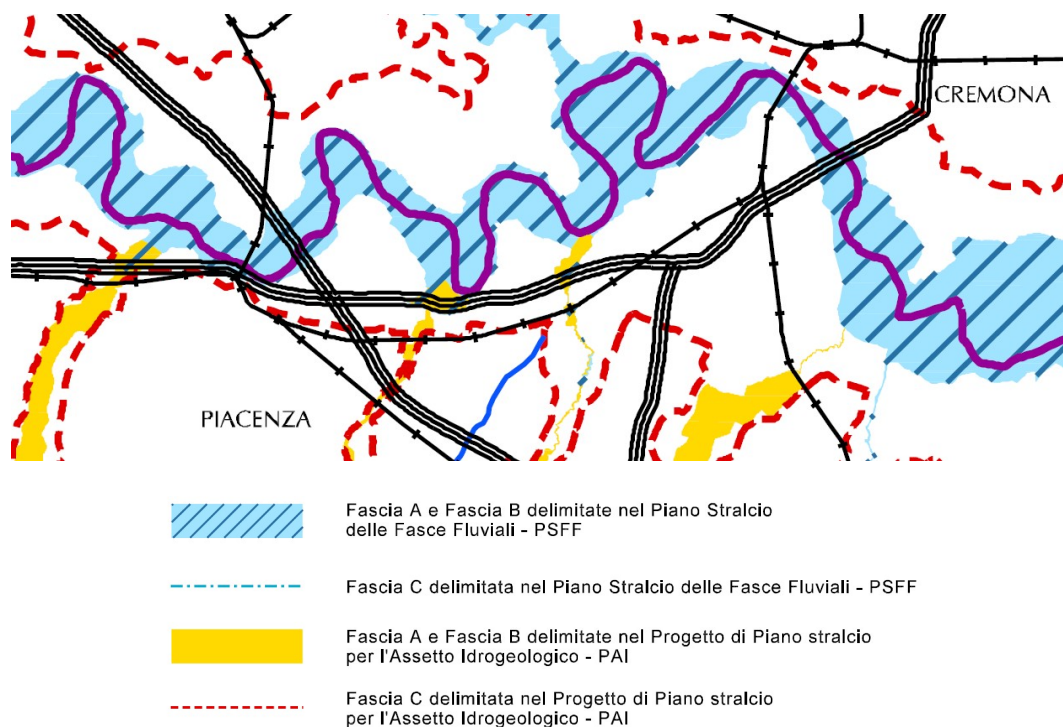 CREMONA
PIACENZA
Fascia A e Fascia B delimitate nel Piano Stralcio
delle Fasce Fluviali - PSFF
Fascia C delimitata nel Piano Stralcio delle Fasce Fluviali - PSFF
Fascia A e Fascia B delimitate nel Progetto di Piano stralcio
per l'Assetto Idrogeologico - PAI
Fascia C delimitata nel Progetto di Piano stralcio
per l'Assetto Idrogeologico - PAI